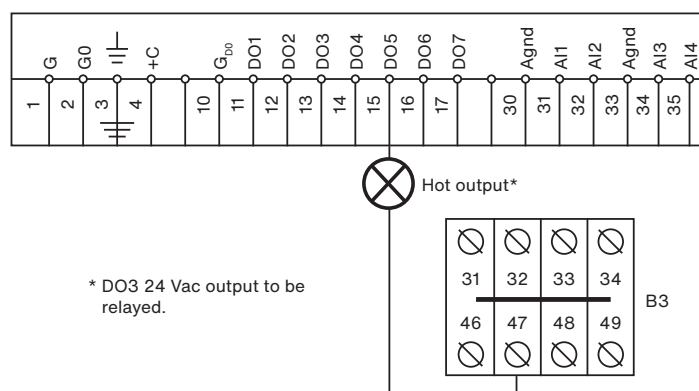 G G0 +C G_D0 DO1 DO2 DO3 DO4 DO5 DO6 DO7 Agnd AI1 AI2 Agnd AI3 AI4
1 2 3 4 10 11 12 13 14 15 16 17 30 31 32 33 34 35
Hot output*
* DO3 24 Vac output to be
relayed.
31 32 33 34
B3
46 47 48 49